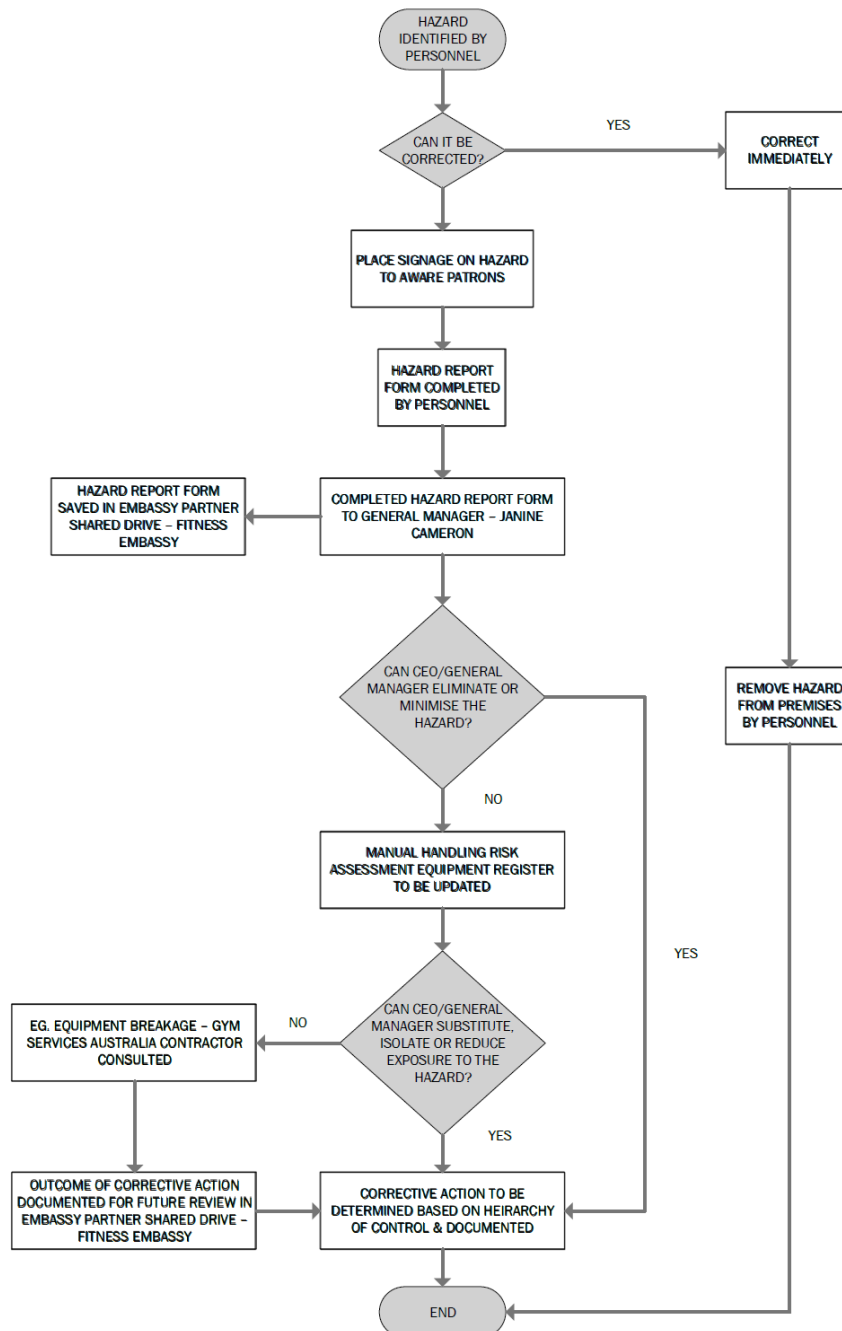 HAZARD
IDENTIFIED BY
PERSONNEL
CAN IT BE
CORRECTED?
YES
CORRECT
IMMEDIATELY
PLACE SIGNAGE ON HAZARD
TO AWARE PATRONS
HAZARD REPORT
FORM COMPLETED
BY PERSONNEL
HAZARD REPORT FORM
SAVED IN EMBASSY PARTNER
SHARED DRIVE – FITNESS
EMBASSY
COMPLETED HAZARD REPORT FORM
TO GENERAL MANAGER – JANINE
CAMERON
CAN CEO/GENERAL
MANAGER ELIMINATE OR
MINIMISE THE
HAZARD?
REMOVE HAZARD
FROM PREMISES
BY PERSONNEL
NO
MANUAL HANDLING RISK
ASSESSMENT EQUIPMENT REGISTER
TO BE UPDATED
YES
CAN CEO/GENERAL
MANAGER SUBSTITUTE,
ISOLATE OR REDUCE
EXPOSURE TO THE
HAZARD?
NO
EG. EQUIPMENT BREAKAGE – GYM
SERVICES AUSTRALIA CONTRACTOR
CONSULTED
YES
OUTCOME OF CORRECTIVE ACTION
DOCUMENTED FOR FUTURE REVIEW IN
EMBASSY PARTNER SHARED DRIVE –
FITNESS EMBASSY
CORRECTIVE ACTION TO BE
DETERMINED BASED ON HEIRARCHY
OF CONTROL & DOCUMENTED
END